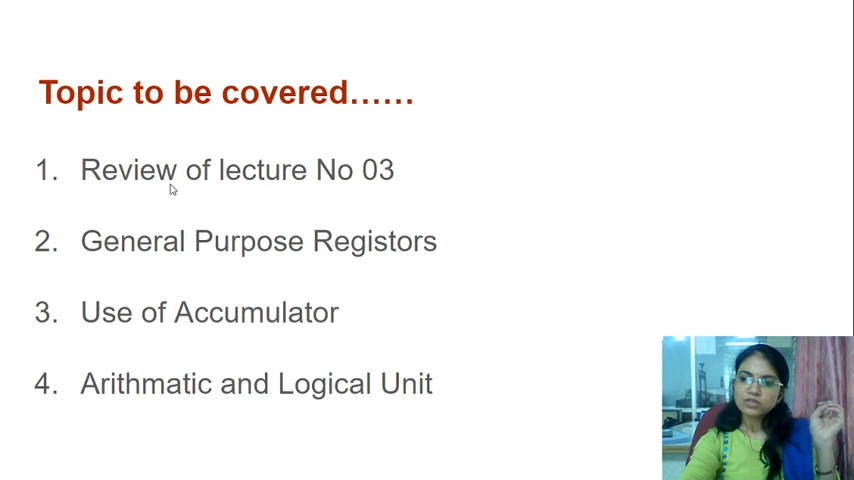 Topic to be covered……
1. Review of lecture No 03
2. General Purpose Registors
3. Use of Accumulator
4. Arithmatic and Logical Unit